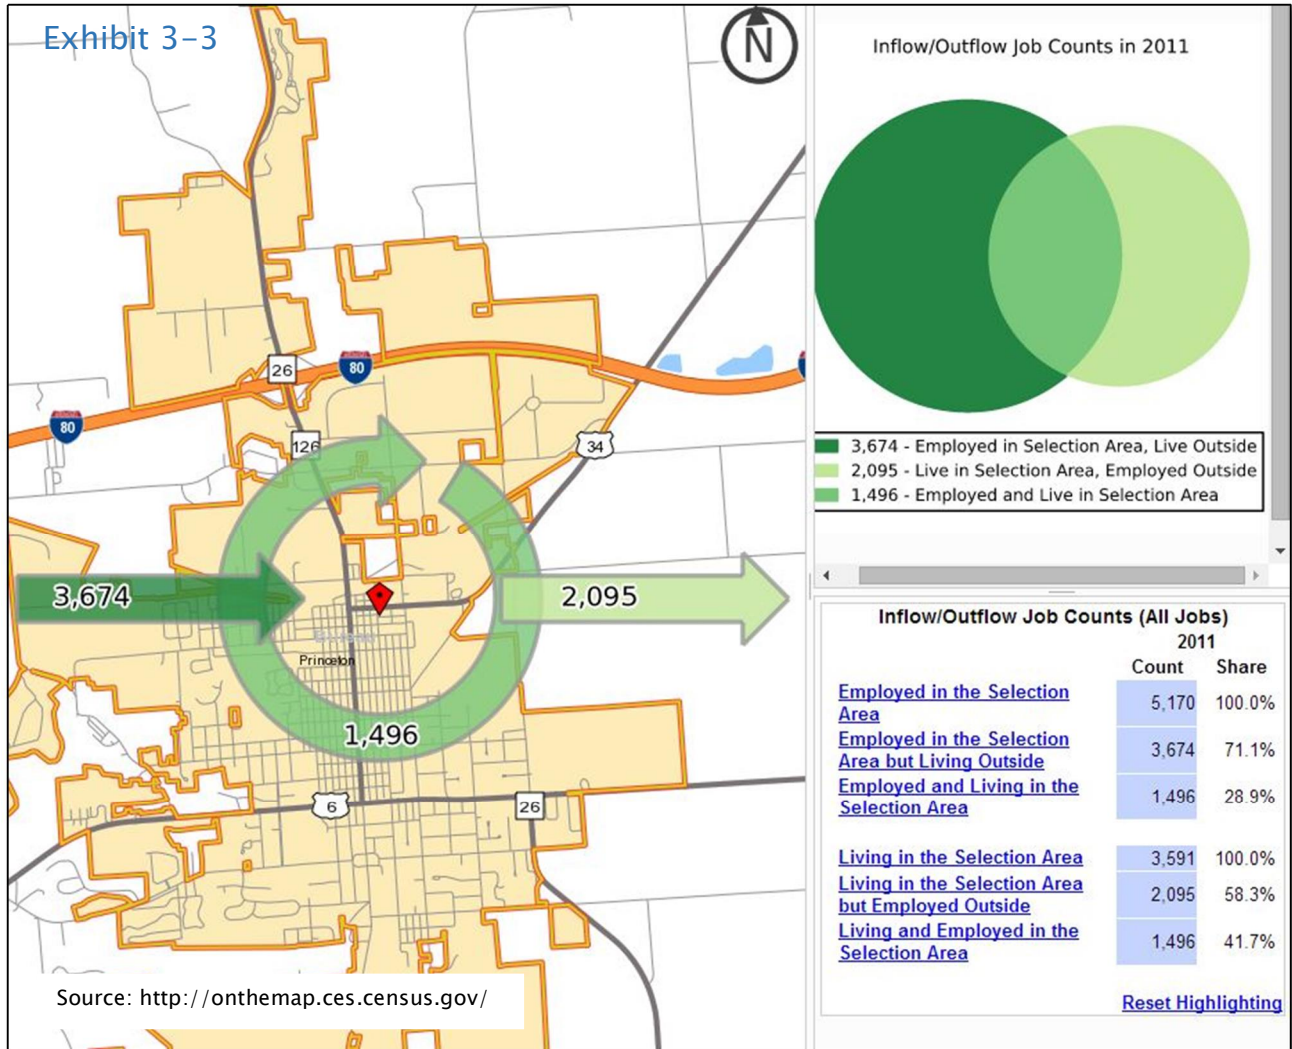 Exhibit 3-3
N
26
80
80
126
34
3,674
2,095
Princeton
1,496
6
26
Source: http://onthemap.ces.census.gov/
Inflow/Outflow Job Counts in 2011
3,674 - Employed in Selection Area, Live Outside
2,095 - Live in Selection Area, Employed Outside
1,496 - Employed and Live in Selection Area
Inflow/Outflow Job Counts (All Jobs)
2011
Count Share
Employed in the Selection
Area 5,170 100.0%
Employed in the Selection
Area but Living Outside 3,674 71.1%
Employed and Living in the
Selection Area 1,496 28.9%
Living in the Selection Area 3,591 100.0%
Living in the Selection Area
but Employed Outside 2,095 58.3%
Living and Employed in the
Selection Area 1,496 41.7%
Reset Highlighting